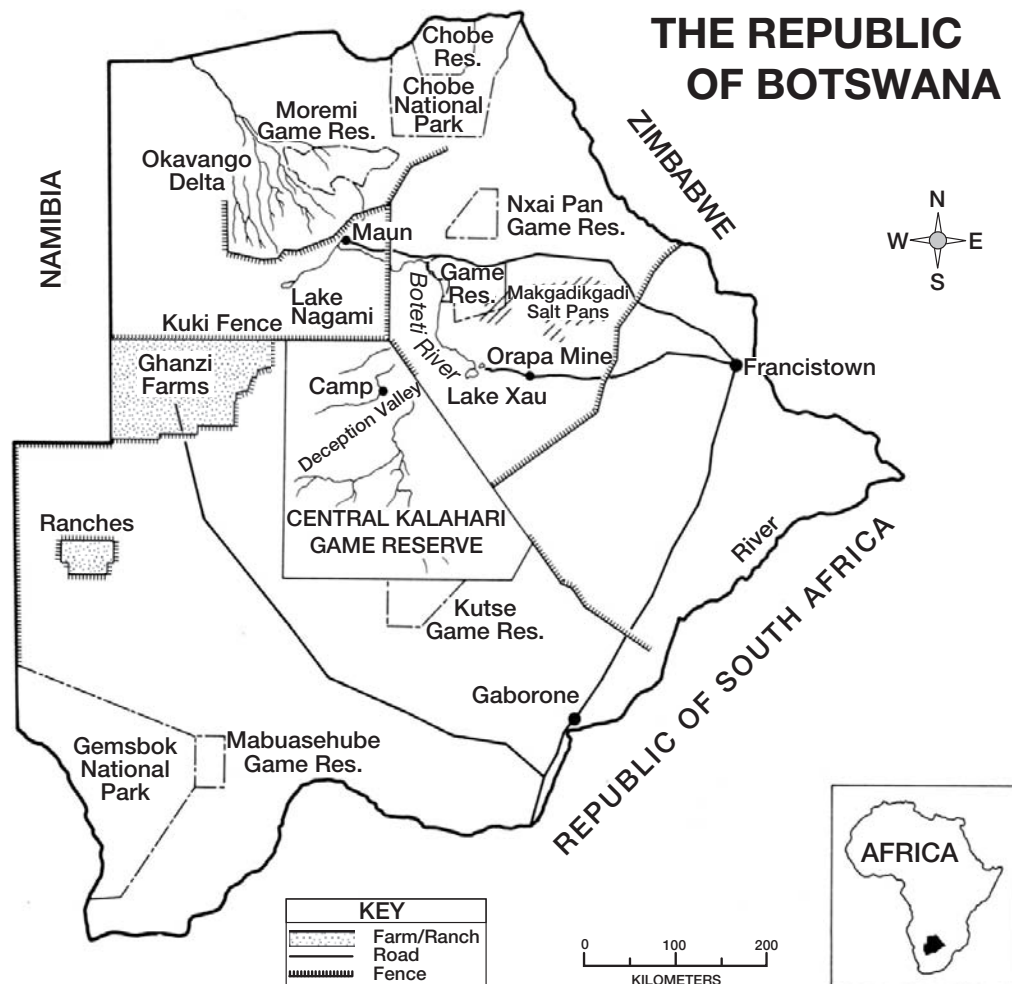 THE REPUBLIC
OF BOTSWANA
Chobe
Res.
Chobe
National
Park
Moremi
Game Res.
Okavango
Delta
ZIMBABWE
NAMIBIA
Nxai Pan
Game Res.
N
W
E
S
Maun
Game
Res.
Makgadikgadi
Salt Pans
Lake
Nagami
Boteti River
Kuki Fence
Ghanzi
Farms
Orapa Mine
Francistown
Camp
Lake Xau
Deception Valley
CENTRAL KALAHARI
GAME RESERVE
Ranches
River
REPUBLIC OF SOUTH AFRICA
Kutse
Game Res.
Gaborone
Gemsbok
National
Park
Mabuasehube
Game Res.
AFRICA
KEY
Farm/Ranch
Road
Fence
0
100
200
KILOMETERS